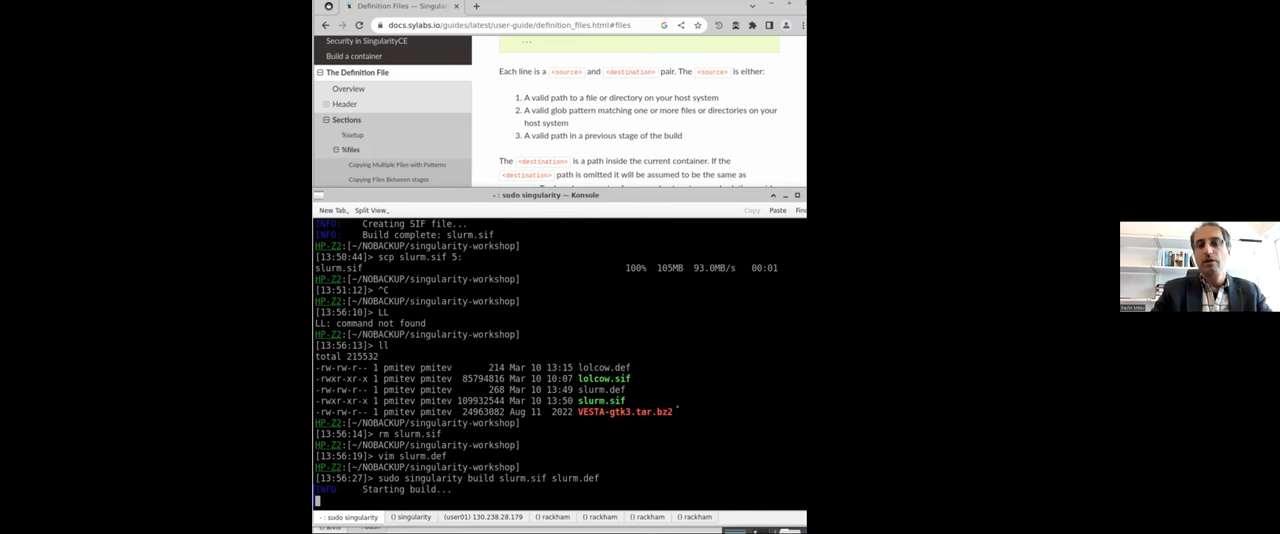 Definition Files — Singular
docs.sylabs.io/guides/latest/user-guide/definition_files.html#files
Security in SingularityCE
Build a container
The Definition File
Overview
Header
Sections
%setup
%files
Copying Multiple Files with Patterns
Copying Files Between stages
...
Each line is a <source> and <destination> pair. The <source> is either:
1. A valid path to a file or directory on your host system
2. A valid glob pattern matching one or more files or directories on your
host system
3. A valid path in a previous stage of the build
The <destination> is a path inside the current container. If the
<destination> path is omitted it will be assumed to be the same as
- : sudo singularity — Konsole
New Tab Split View Copy Paste Find
INFO: Creating SIF file...
INFO: Build complete: slurm.sif
HP-Z2:[~/NOBACKUP/singularity-workshop]
[13:50:44]> scp slurm.sif 5:
slurm.sif 100% 105MB 93.0MB/s 00:01
HP-Z2:[~/NOBACKUP/singularity-workshop]
[13:51:12]> ^C
HP-Z2:[~/NOBACKUP/singularity-workshop]
[13:56:10]> LL
LL: command not found
HP-Z2:[~/NOBACKUP/singularity-workshop]
[13:56:13]> ll
total 215532
-rw-rw-r-- 1 pmitev pmitev 214 Mar 10 13:15 lolcow.def
-rwxr-xr-x 1 pmitev pmitev 85794816 Mar 10 10:07 lolcow.sif
-rw-rw-r-- 1 pmitev pmitev 268 Mar 10 13:49 slurm.def
-rwxr-xr-x 1 pmitev pmitev 109932544 Mar 10 13:50 slurm.sif
-rw-rw-r-- 1 pmitev pmitev 24963082 Aug 11 2022 VESTA-gtk3.tar.bz2
HP-Z2:[~/NOBACKUP/singularity-workshop]
[13:56:14]> rm slurm.sif
HP-Z2:[~/NOBACKUP/singularity-workshop]
[13:56:19]> vim slurm.def
HP-Z2:[~/NOBACKUP/singularity-workshop]
[13:56:27]> sudo singularity build slurm.sif slurm.def
INFO: Starting build...
- : sudo singularity () singularity (user01) 130.238.28.179 () rackham () rackham () rackham